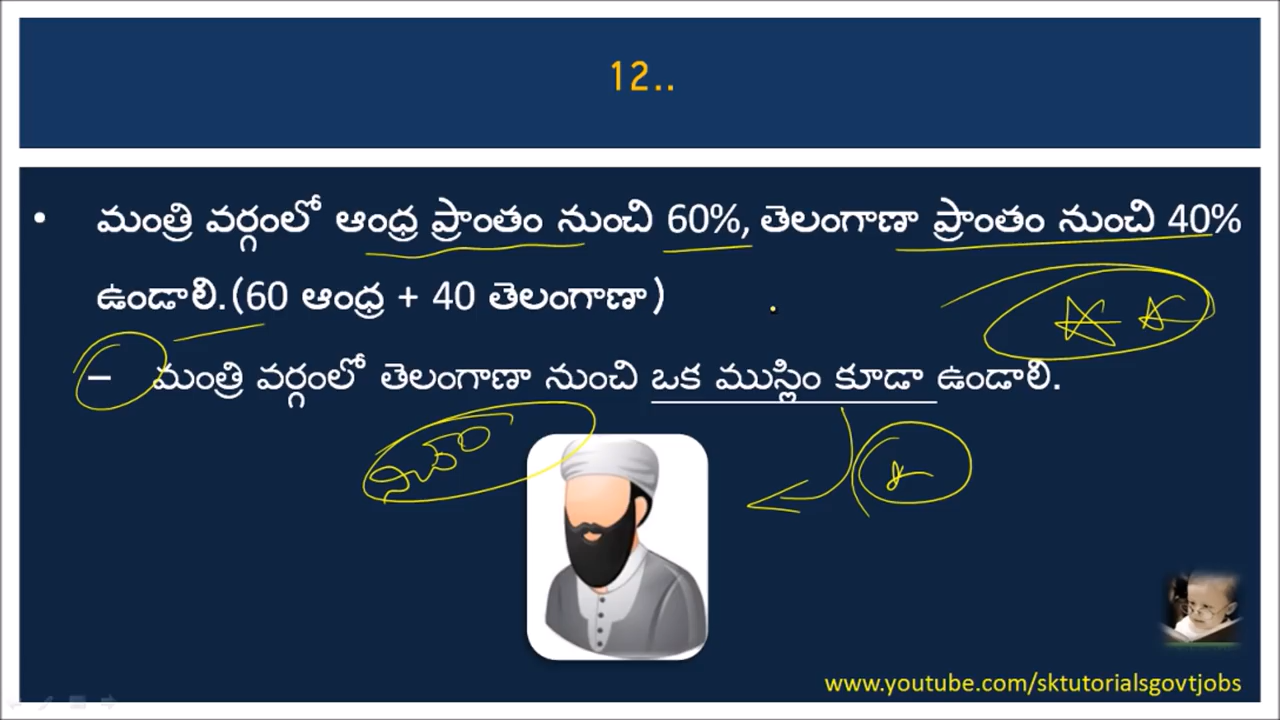 12..
• మంత్రి వర్గంలో ఆంధ్ర ప్రాంతం నుంచి 60%, తెలంగాణా ప్రాంతం నుంచి 40%
ఉండాలి.(60 ఆంధ్ర + 40 తెలంగాణా)
– మంత్రి వర్గంలో తెలంగాణా నుంచి ఒక ముస్లిం కూడా ఉండాలి.
www.youtube.com/sktutorialsgovtjobs